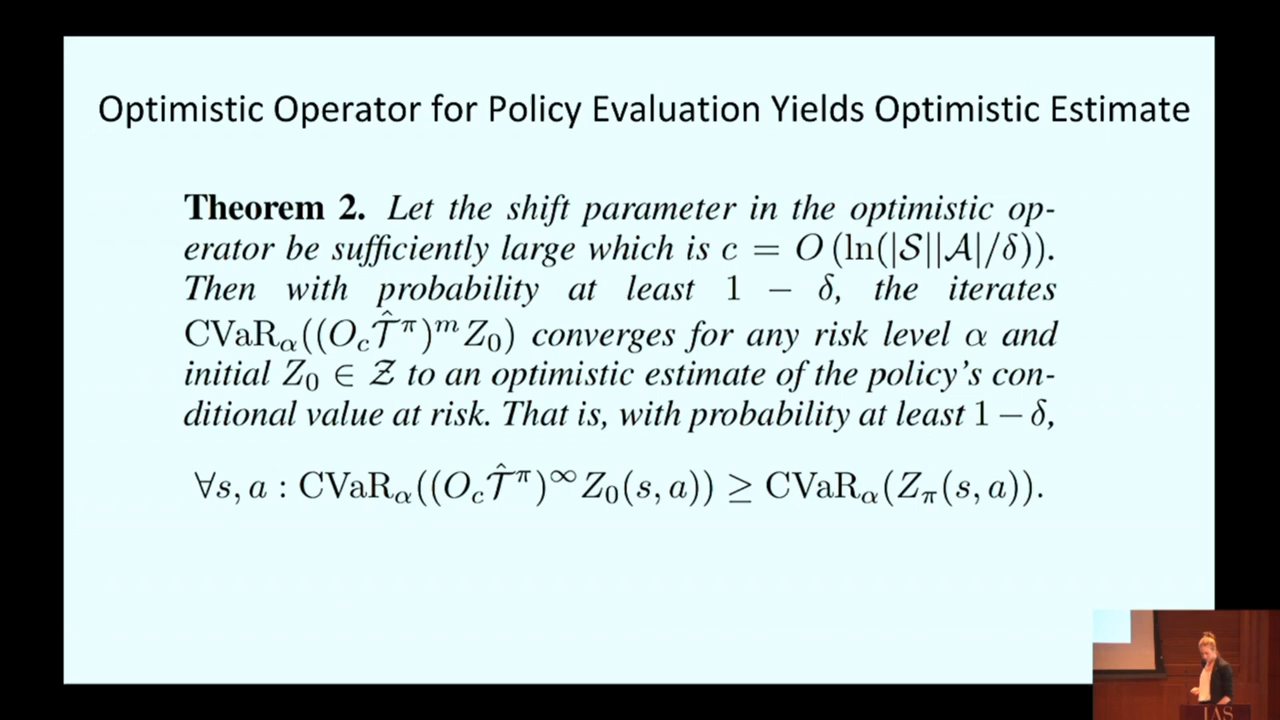 Optimistic Operator for Policy Evaluation Yields Optimistic Estimate
Theorem 2. Let the shift parameter in the optimistic op-
erator be sufficiently large which is c = O (ln(|S||A|/δ)).
Then with probability at least 1 − δ, the iterates
CVaRα((OcT̂π)mZ0) converges for any risk level α and
initial Z0 ∈ Z to an optimistic estimate of the policy's con-
ditional value at risk. That is, with probability at least 1 − δ,
∀s, a : CVaRα((OcT̂π)∞Z0(s, a)) ≥ CVaRα(Zπ(s, a)).
IAS